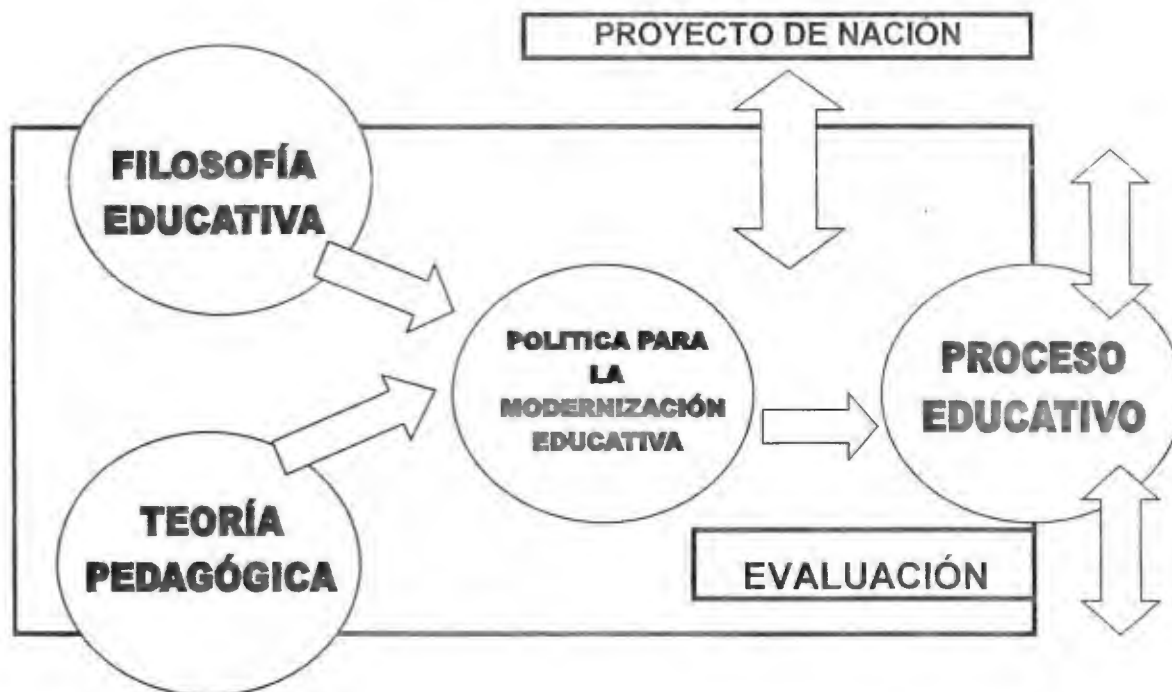 PROYECTO DE NACIÓN
FILOSOFÍA
EDUCATIVA
POLITICA PARA
LA
MODERNIZACIÓN
EDUCATIVA
PROCESO
EDUCATIVO
TEORÍA
PEDAGÓGICA
EVALUACIÓN